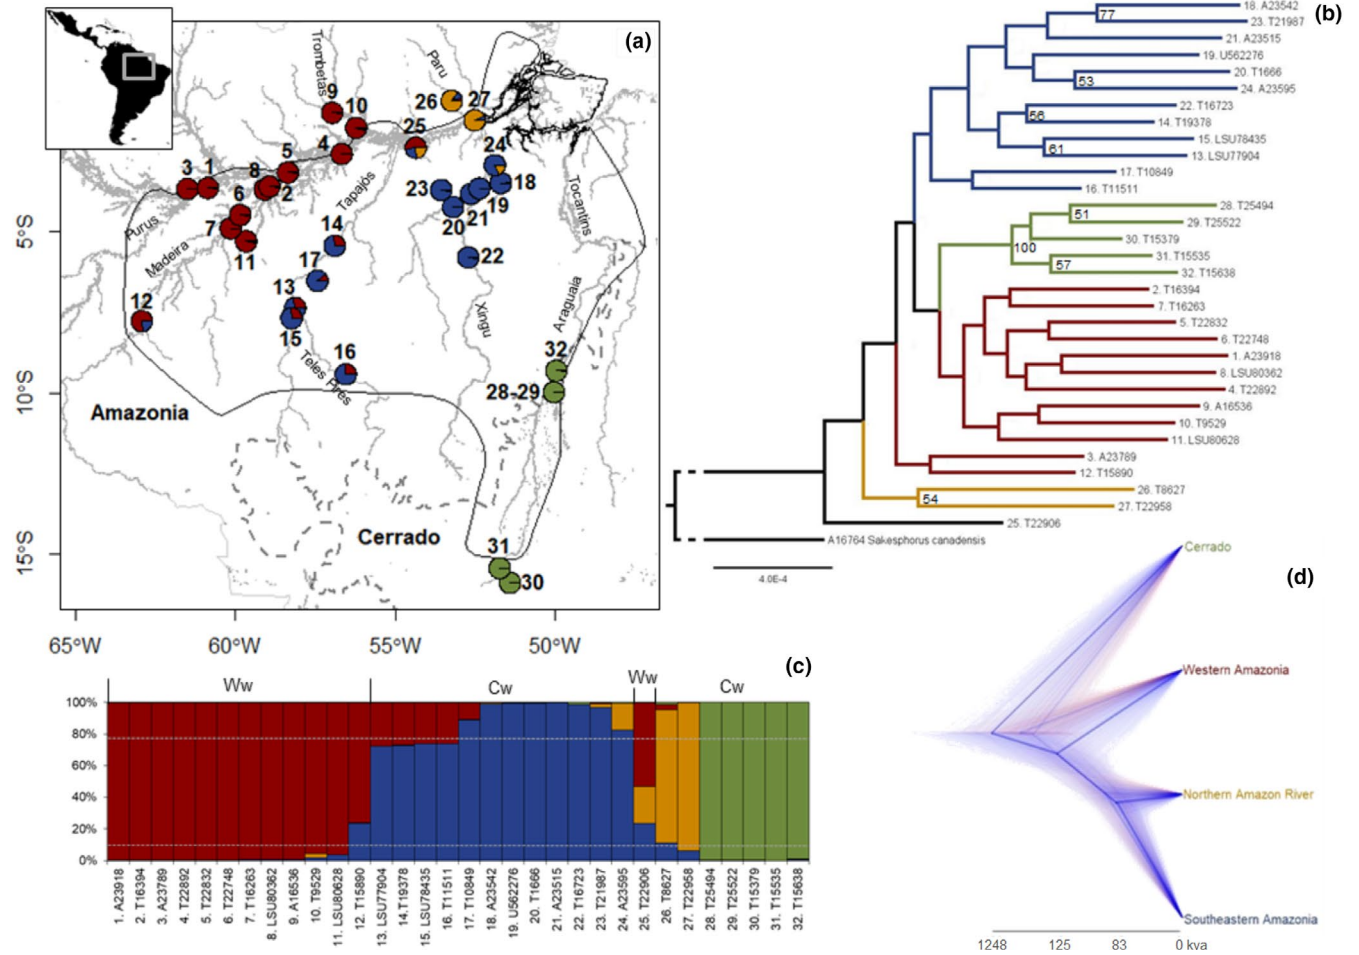 (a)
Trombetas
Paru
9
10
26
27
25
4
5
24
3
1
8
6
2
23
18
19
21
20
7
11
14
22
17
13
12
15
16
32
28-29
31
30
Purus
Madeira
Tapajós
Tocantins
Xingu
Araguaia
Teles Pires
Amazonia
Cerrado
5°S
10°S
15°S
65°W
60°W
55°W
50°W
(b)
18. A23542
77
23. T21987
21. A23515
19. U562276
20. T1666
53
24. A23595
22. T16723
56
14. T19378
15. LSU78435
61
13. LSU77904
17. T10849
16. T11511
28. T25494
51
29. T25522
30. T15379
100
31. T15535
57
32. T15638
2. T16394
7. T16263
5. T22832
6. T22748
1. A23918
8. LSU80362
4. T22892
9. A16536
10. T9529
11. LSU80628
3. A23789
12. T15890
26. T8627
54
27. T22958
25. T22906
A16764 Sakesphorus canadensis
4.0E-4
(c)
Ww
Cw
Ww
Cw
100%
80%
60%
40%
20%
0%
1. A23918
2. T16394
3. A23789
4. T22892
5. T22832
6. T22748
7. T16263
8. LSU80362
9. A16536
10. T9529
11. LSU80628
12. T15890
13. LSU77904
14. T19378
15. LSU78435
16. T11511
17. T10849
18. A23542
19. U562276
20. T1666
21. A23515
22. T16723
23. T21987
24. A23595
25. T22906
26. T8627
27. T22958
28. T25494
29. T25522
30. T15379
31. T15535
32. T15638
(d)
Cerrado
Western Amazonia
Northern Amazon River
Southeastern Amazonia
1248
125
83
0 kya